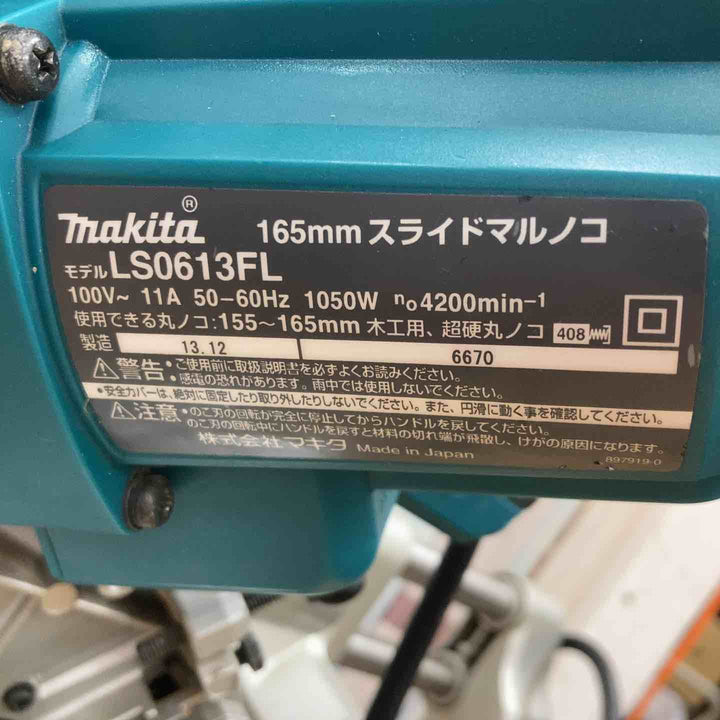 makita® 165mm スライドマルノコ
モデル LS0613FL
100V~ 11A 50-60Hz 1050W n₀4200min⁻¹
使用できる丸ノコ:155～165mm 木工用、超硬丸ノコ 408
製造 13.12 6670
⚠警告 •ご使用前に取扱説明書を必ずよくお読みください。
•感電の恐れがあります。雨中では使用しないでください。
•安全カバーは、絶対に固定したり取り外したりしないでください。また、円滑に動く事を確認してください。
⚠注意 •のこ刃の回転が完全に停止してからハンドルを戻してください。
のこ刃の回転中にハンドルを戻すと材料の切れ端が飛散し、けがの原因になります。
株式会社マキタ Made in Japan
897919-0